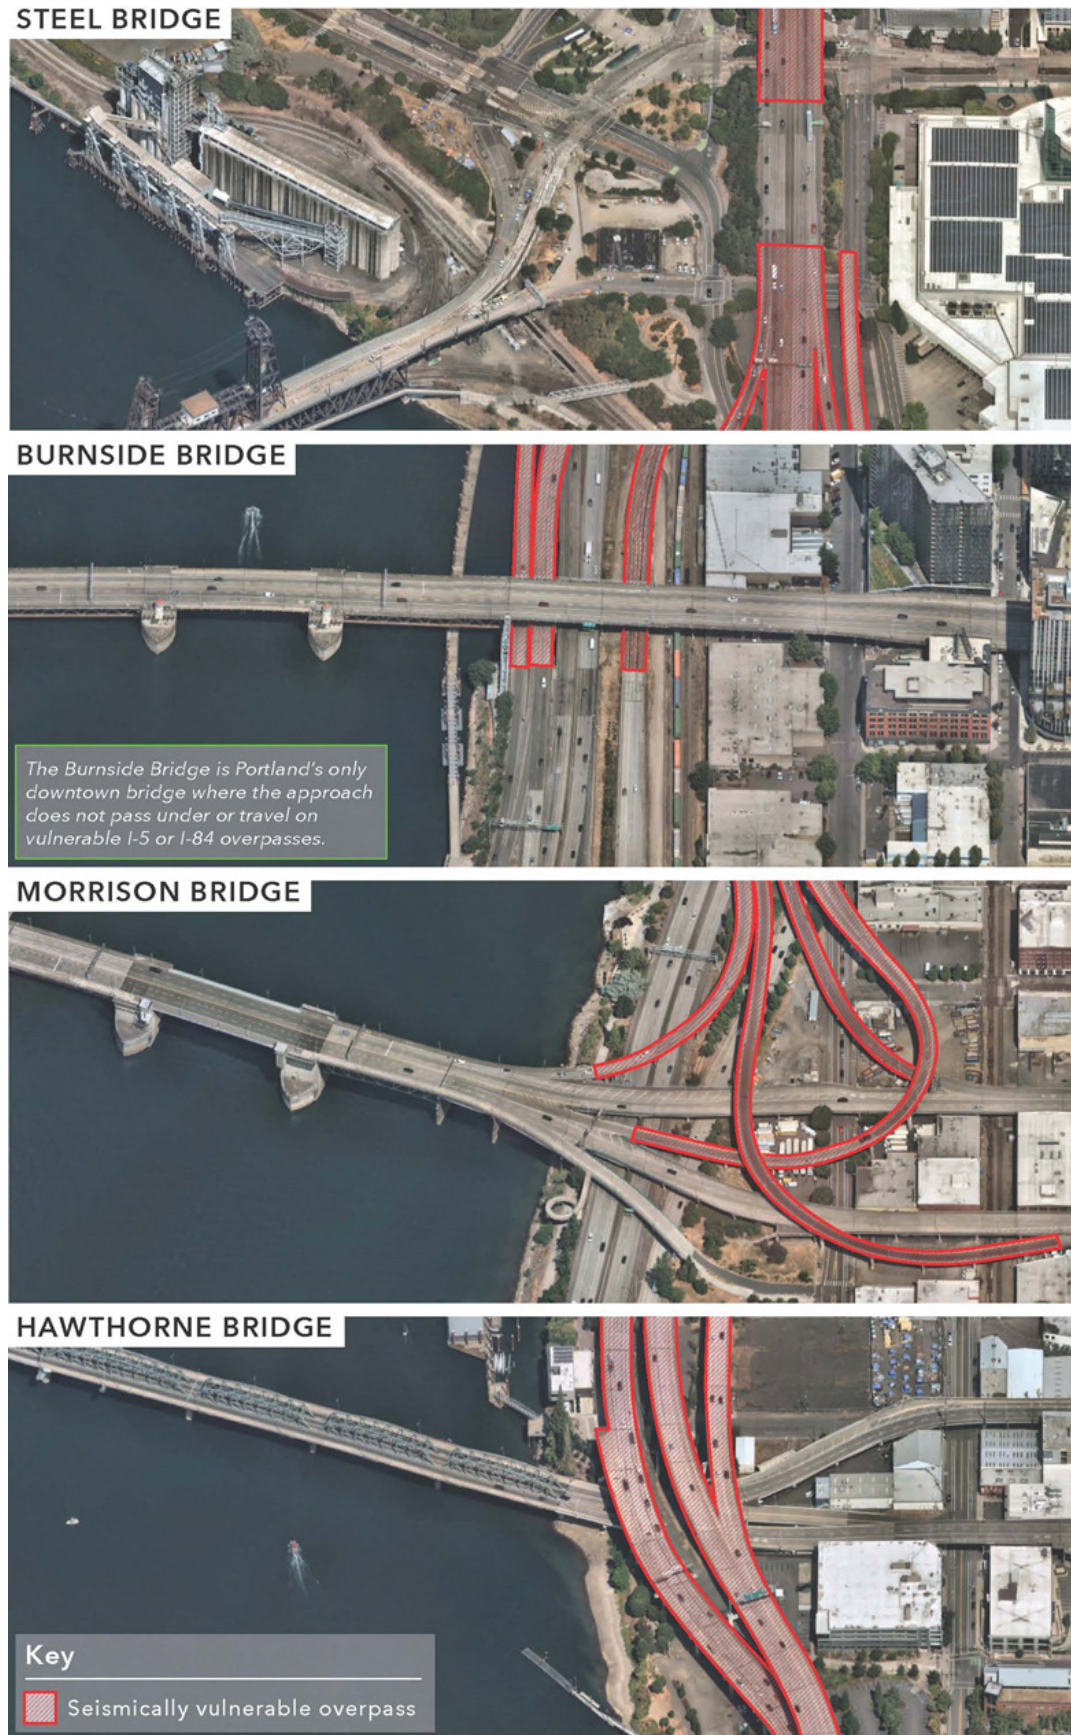 STEEL BRIDGE
BURNSIDE BRIDGE
The Burnside Bridge is Portland's only
downtown bridge where the approach
does not pass under or travel on
vulnerable I-5 or I-84 overpasses.
MORRISON BRIDGE
HAWTHORNE BRIDGE
Key
Seismically vulnerable overpass